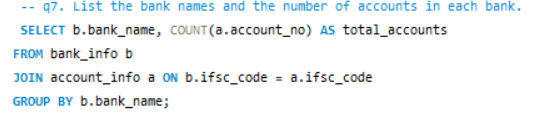 -- q7. List the bank names and the number of accounts in each bank.
SELECT b.bank_name, COUNT(a.account_no) AS total_accounts
FROM bank_info b
JOIN account_info a ON b.ifsc_code = a.ifsc_code
GROUP BY b.bank_name;